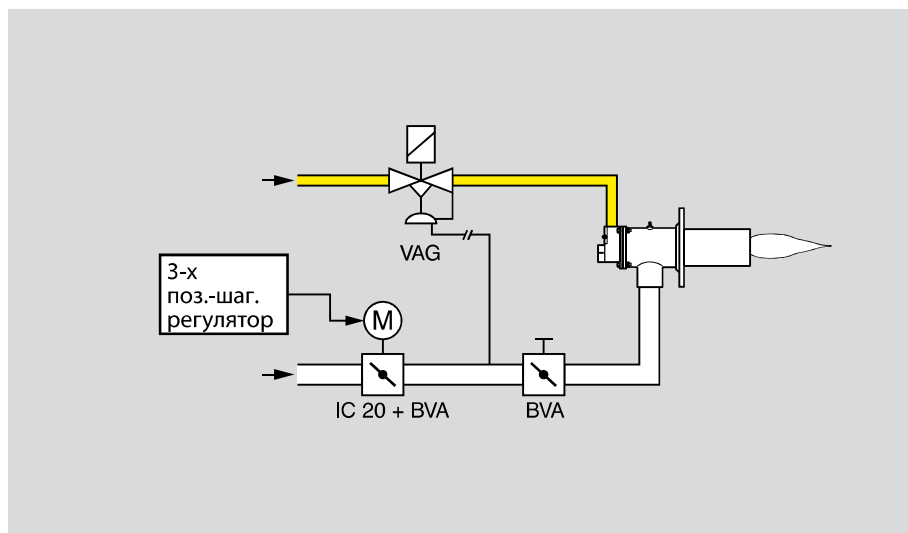 VAG
3-х
поз.-шаг.
регулятор
M
IC 20 + BVA
BVA